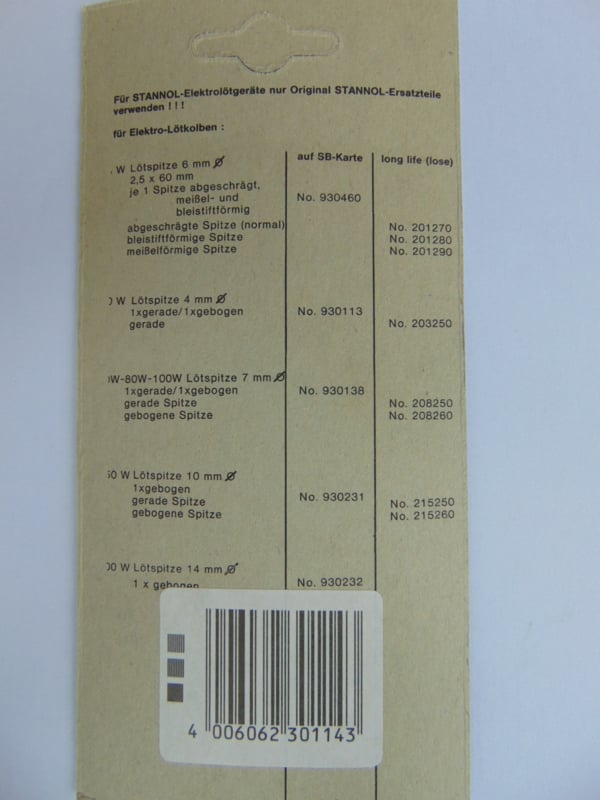 Für STANNOL-Elektrolötgeräte nur Original STANNOL-Ersatzteile
verwenden ! ! !
für Elektro-Lötkolben :
auf SB-Karte long life (lose)
W Lötspitze 6 mm Ø
2,5 x 60 mm
je 1 Spitze abgeschrägt,
meißel- und No. 930460
bleistiftförmig
abgeschrägte Spitze (normal) No. 201270
bleistiftförmige Spitze No. 201280
meißelförmige Spitze No. 201290
W Lötspitze 4 mm Ø
1xgerade/1xgebogen No. 930113
gerade No. 203250
W-80W-100W Lötspitze 7 mm Ø
1xgerade/1xgebogen No. 930138
gerade Spitze No. 208250
gebogene Spitze No. 208260
0 W Lötspitze 10 mm Ø
1xgebogen
gerade Spitze No. 930231 No. 215250
gebogene Spitze No. 215260
00 W Lötspitze 14 mm Ø
1 x gebogen No. 930232
4 006062 301143